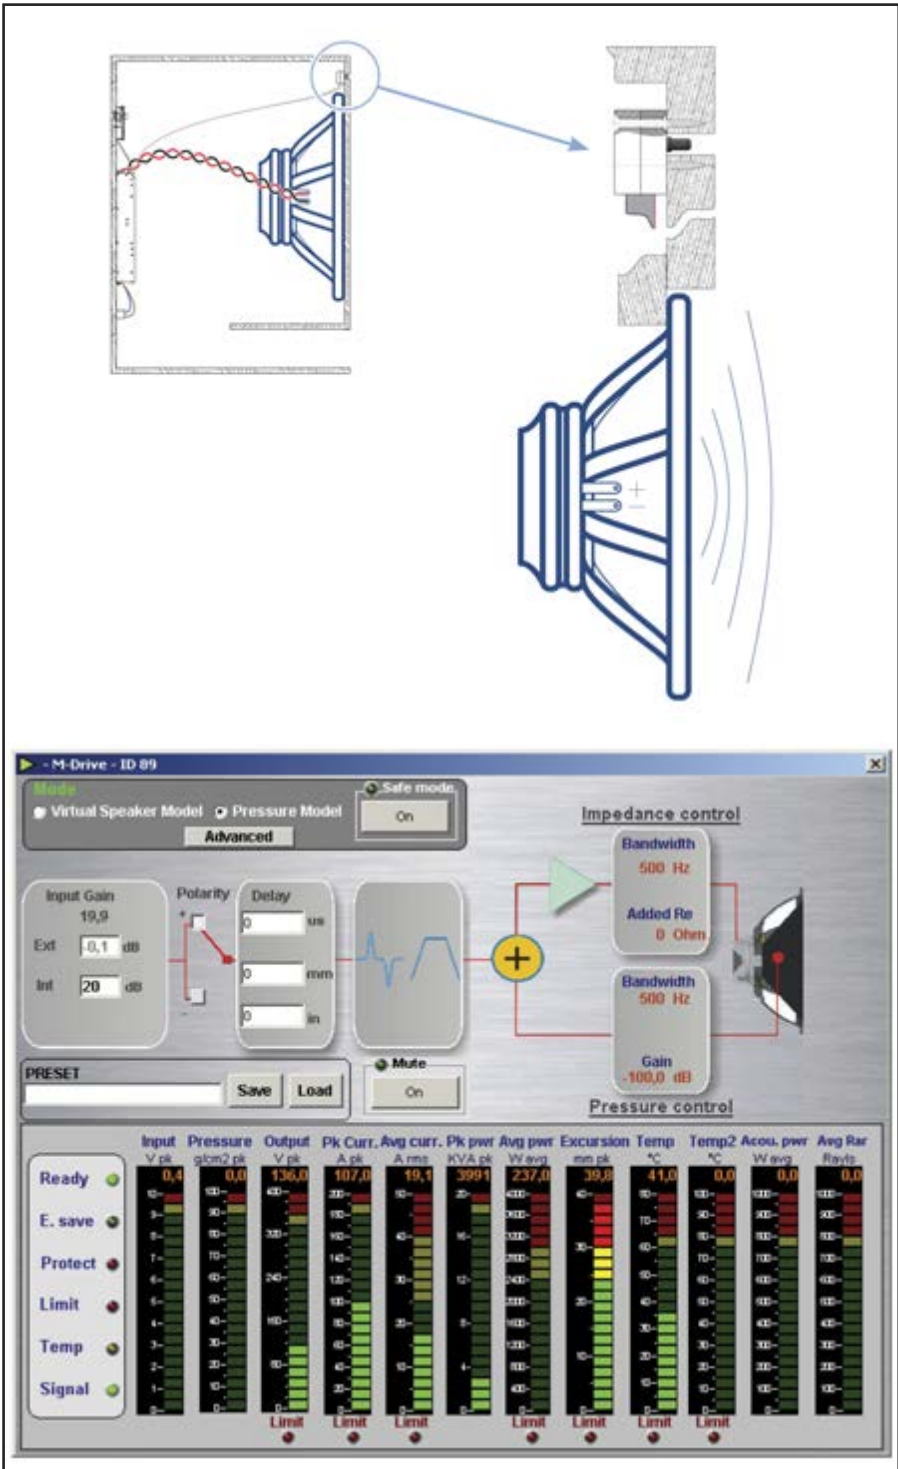 +
−
- M-Drive - ID 89
Mode
Virtual Speaker Model Pressure Model
Advanced
Safe mode
On
Impedance control
Bandwidth
500 Hz
Added Re
0 Ohm
Input Gain
19,9
Ext -0,1 dB
Int 20 dB
Polarity
+
-
Delay
0 us
0 mm
0 in
+
Bandwidth
500 Hz
Gain
-100,0 dB
Pressure control
PRESET
Save Load
Mute
On
Input Pressure Output Pk Curr. Avg curr. Pk pwr Avg pwr Excursion Temp Temp2 Acou. pwr Avg Rar
V pk g/cm2 pk V pk A pk A rms KVA pk W avg mm pk °C °C W avg Rayls
0,4 0,0 136,0 107,0 19,1 3991 237,0 39,8 41,0 0,0 0,0 0,0
Ready
E. save
Protect
Limit
Temp
Signal
Limit Limit Limit Limit Limit Limit Limit